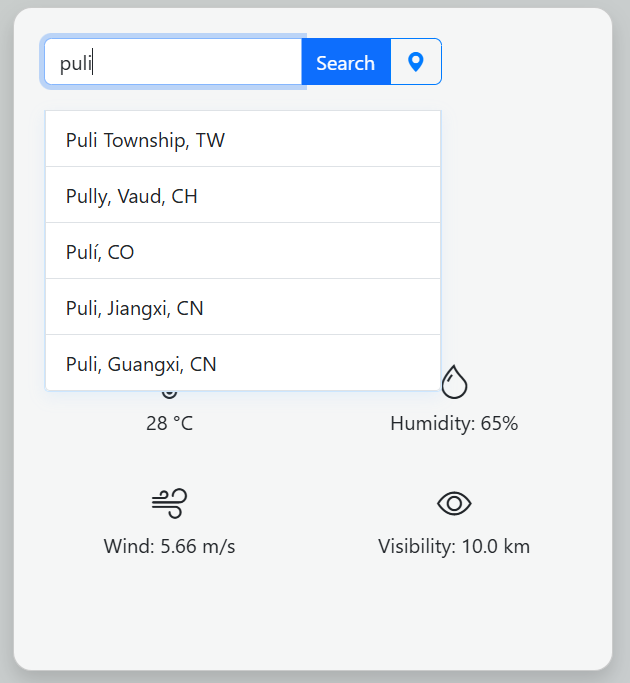 puli
Search
Puli Township, TW
Pully, Vaud, CH
Pulí, CO
Puli, Jiangxi, CN
Puli, Guangxi, CN
28 °C
Humidity: 65%
Wind: 5.66 m/s
Visibility: 10.0 km